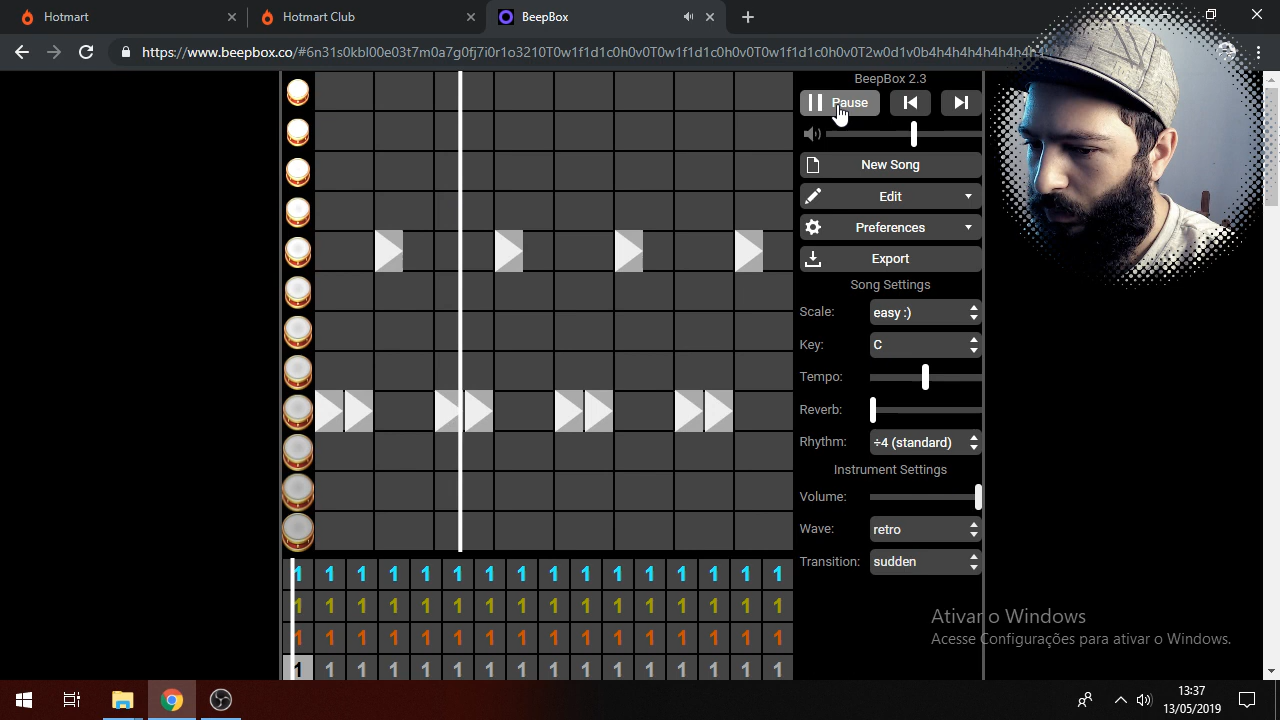 Hotmart
Hotmart Club
BeepBox
https://www.beepbox.co/#6n31s0kbl00e03t7m0a7g0fj7i0r1o3210T0w1f1d1c0h0v0T0w1f1d1c0h0v0T0w1f1d1c0h0v0T2w0d1v0b4h4h4h4h4h4h4h
BeepBox 2.3
Pause
New Song
Edit
Preferences
Export
Song Settings
Scale: easy :)
Key: C
Tempo:
Reverb:
Rhythm: ÷4 (standard)
Instrument Settings
Volume:
Wave: retro
Transition: sudden
1 1 1 1 1 1 1 1 1 1 1 1 1 1 1 1
1 1 1 1 1 1 1 1 1 1 1 1 1 1 1 1
1 1 1 1 1 1 1 1 1 1 1 1 1 1 1 1
1 1 1 1 1 1 1 1 1 1 1 1 1 1 1 1
Ativar o Windows
Acesse Configurações para ativar o Windows.
13:37
13/05/2019